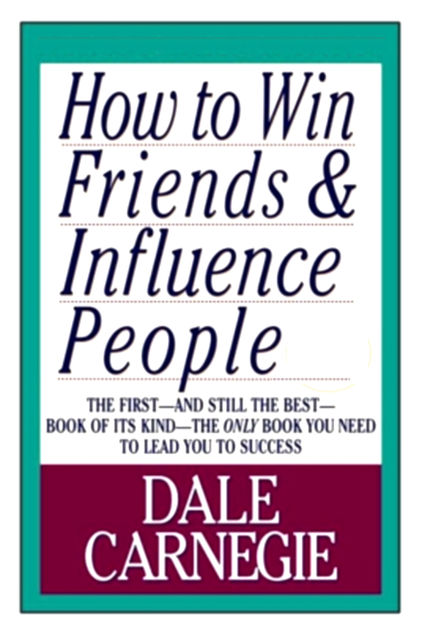 How to Win
Friends &
Influence
People
THE FIRST—AND STILL THE BEST—
BOOK OF ITS KIND—THE ONLY BOOK YOU NEED
TO LEAD YOU TO SUCCESS
DALE
CARNEGIE